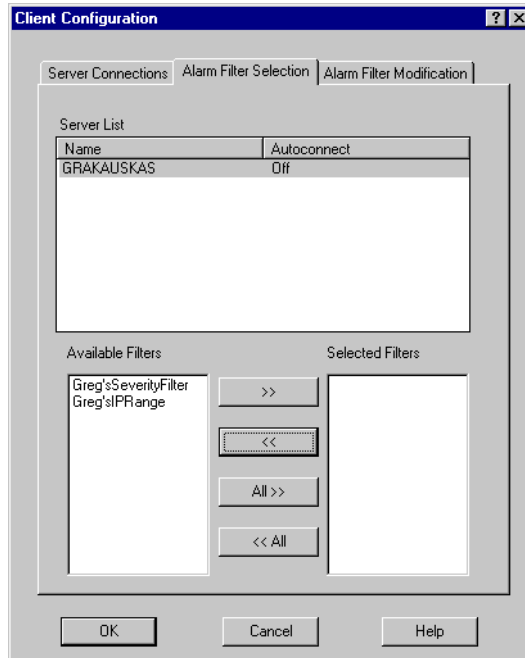 Client Configuration
Server Connections Alarm Filter Selection Alarm Filter Modification
Server List
Name Autoconnect
GRAKAUSKAS Off
Available Filters Selected Filters
Greg'sSeverityFilter
Greg'sIPRange
>>
<<
All >>
<< All
OK Cancel Help